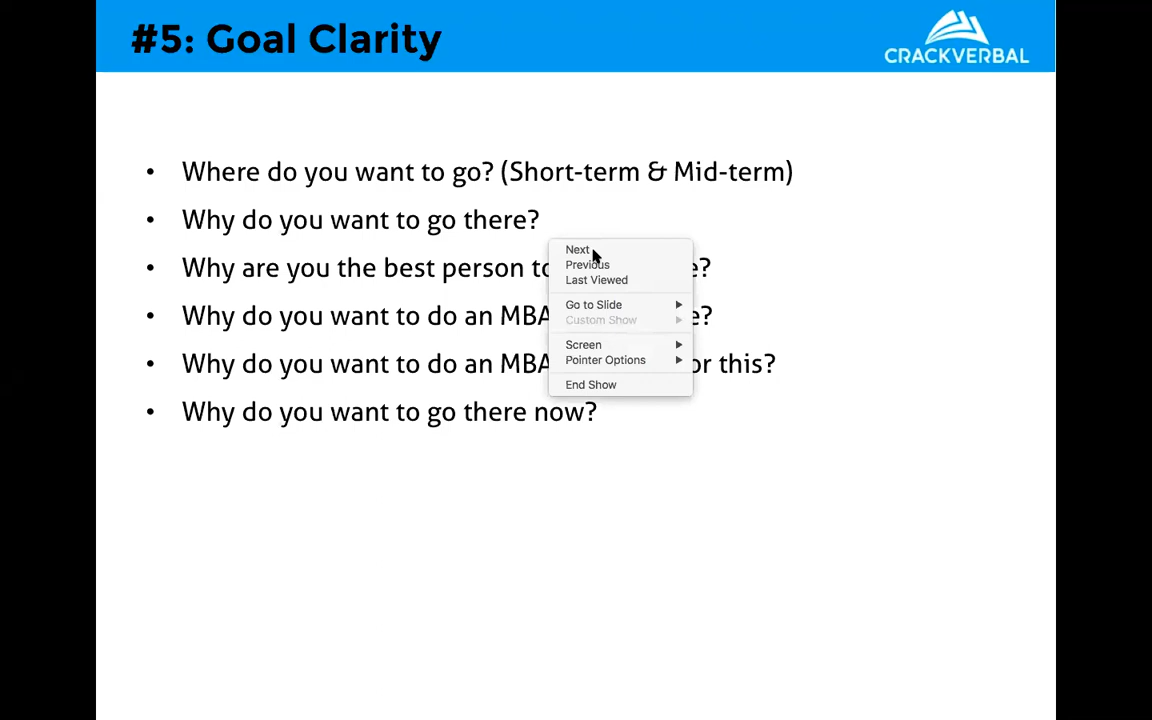 #5: Goal Clarity
CRACKVERBAL
• Where do you want to go? (Short-term & Mid-term)
• Why do you want to go there?
• Why are you the best person
• Why do you want to do an MBA
• Why do you want to do an MBA or this?
• Why do you want to go there now?
Next
Previous
Last Viewed
Go to Slide
Custom Show
Screen
Pointer Options
End Show